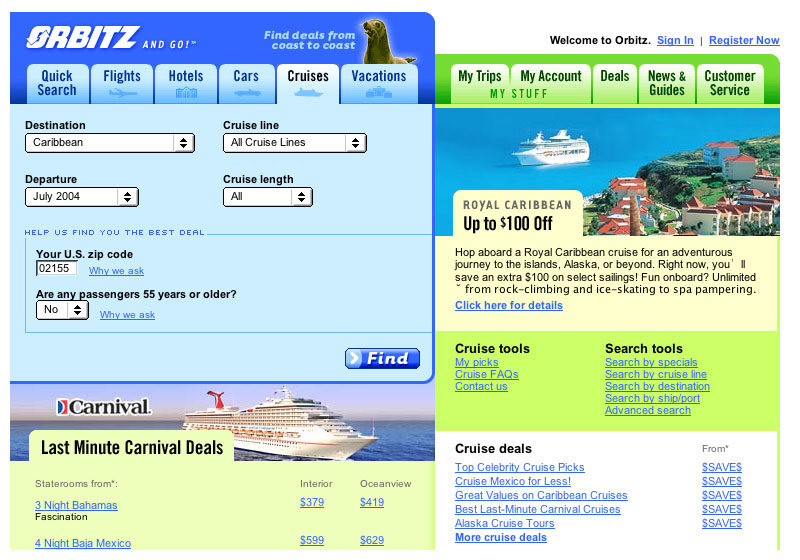 ORBITZ AND GO!℠
Find deals from
coast to coast
Welcome to Orbitz. Sign In | Register Now
Quick
Search
Flights
Hotels
Cars
Cruises
Vacations
My Trips
My Account
MY STUFF
Deals
News &
Guides
Customer
Service
Destination
Caribbean
Cruise line
All Cruise Lines
Departure
July 2004
Cruise length
All
HELP US FIND YOU THE BEST DEAL
Your U.S. zip code
02155 Why we ask
Are any passengers 55 years or older?
No Why we ask
Find
ROYAL CARIBBEAN
Up to $100 Off
Hop aboard a Royal Caribbean cruise for an adventurous
journey to the islands, Alaska, or beyond. Right now, you'll
save an extra $100 on select sailings! Fun onboard? Unlimited
ˇ from rock-climbing and ice-skating to spa pampering.
Click here for details
Cruise tools
My picks
Cruise FAQs
Contact us
Search tools
Search by specials
Search by cruise line
Search by destination
Search by ship/port
Advanced search
Carnival.
Last Minute Carnival Deals
Staterooms from*: Interior Oceanview
3 Night Bahamas $379 $419
Fascination
4 Night Baja Mexico $599 $629
Cruise deals From*
Top Celebrity Cruise Picks $SAVE$
Cruise Mexico for Less! $SAVE$
Great Values on Caribbean Cruises $SAVE$
Best Last-Minute Carnival Cruises $SAVE$
Alaska Cruise Tours $SAVE$
More cruise deals